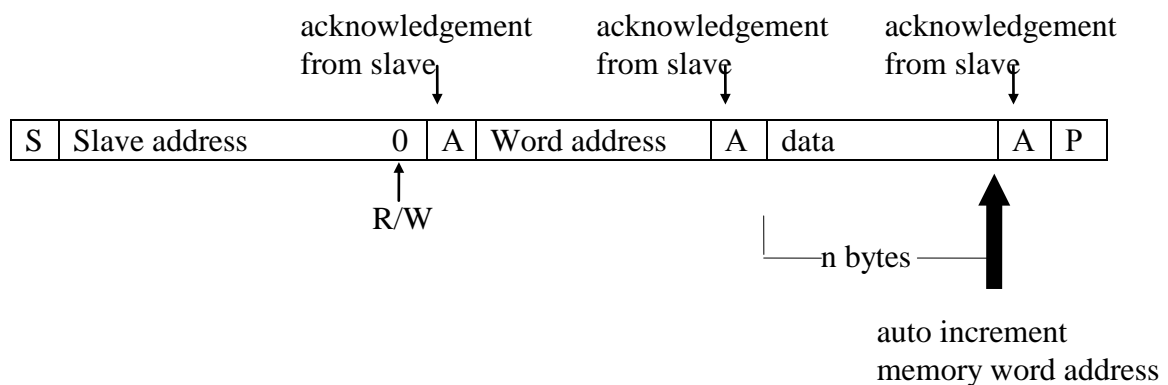 acknowledgement acknowledgement acknowledgement
from slave from slave from slave
S Slave address 0 A Word address A data A P
R/W
n bytes
auto increment
memory word address